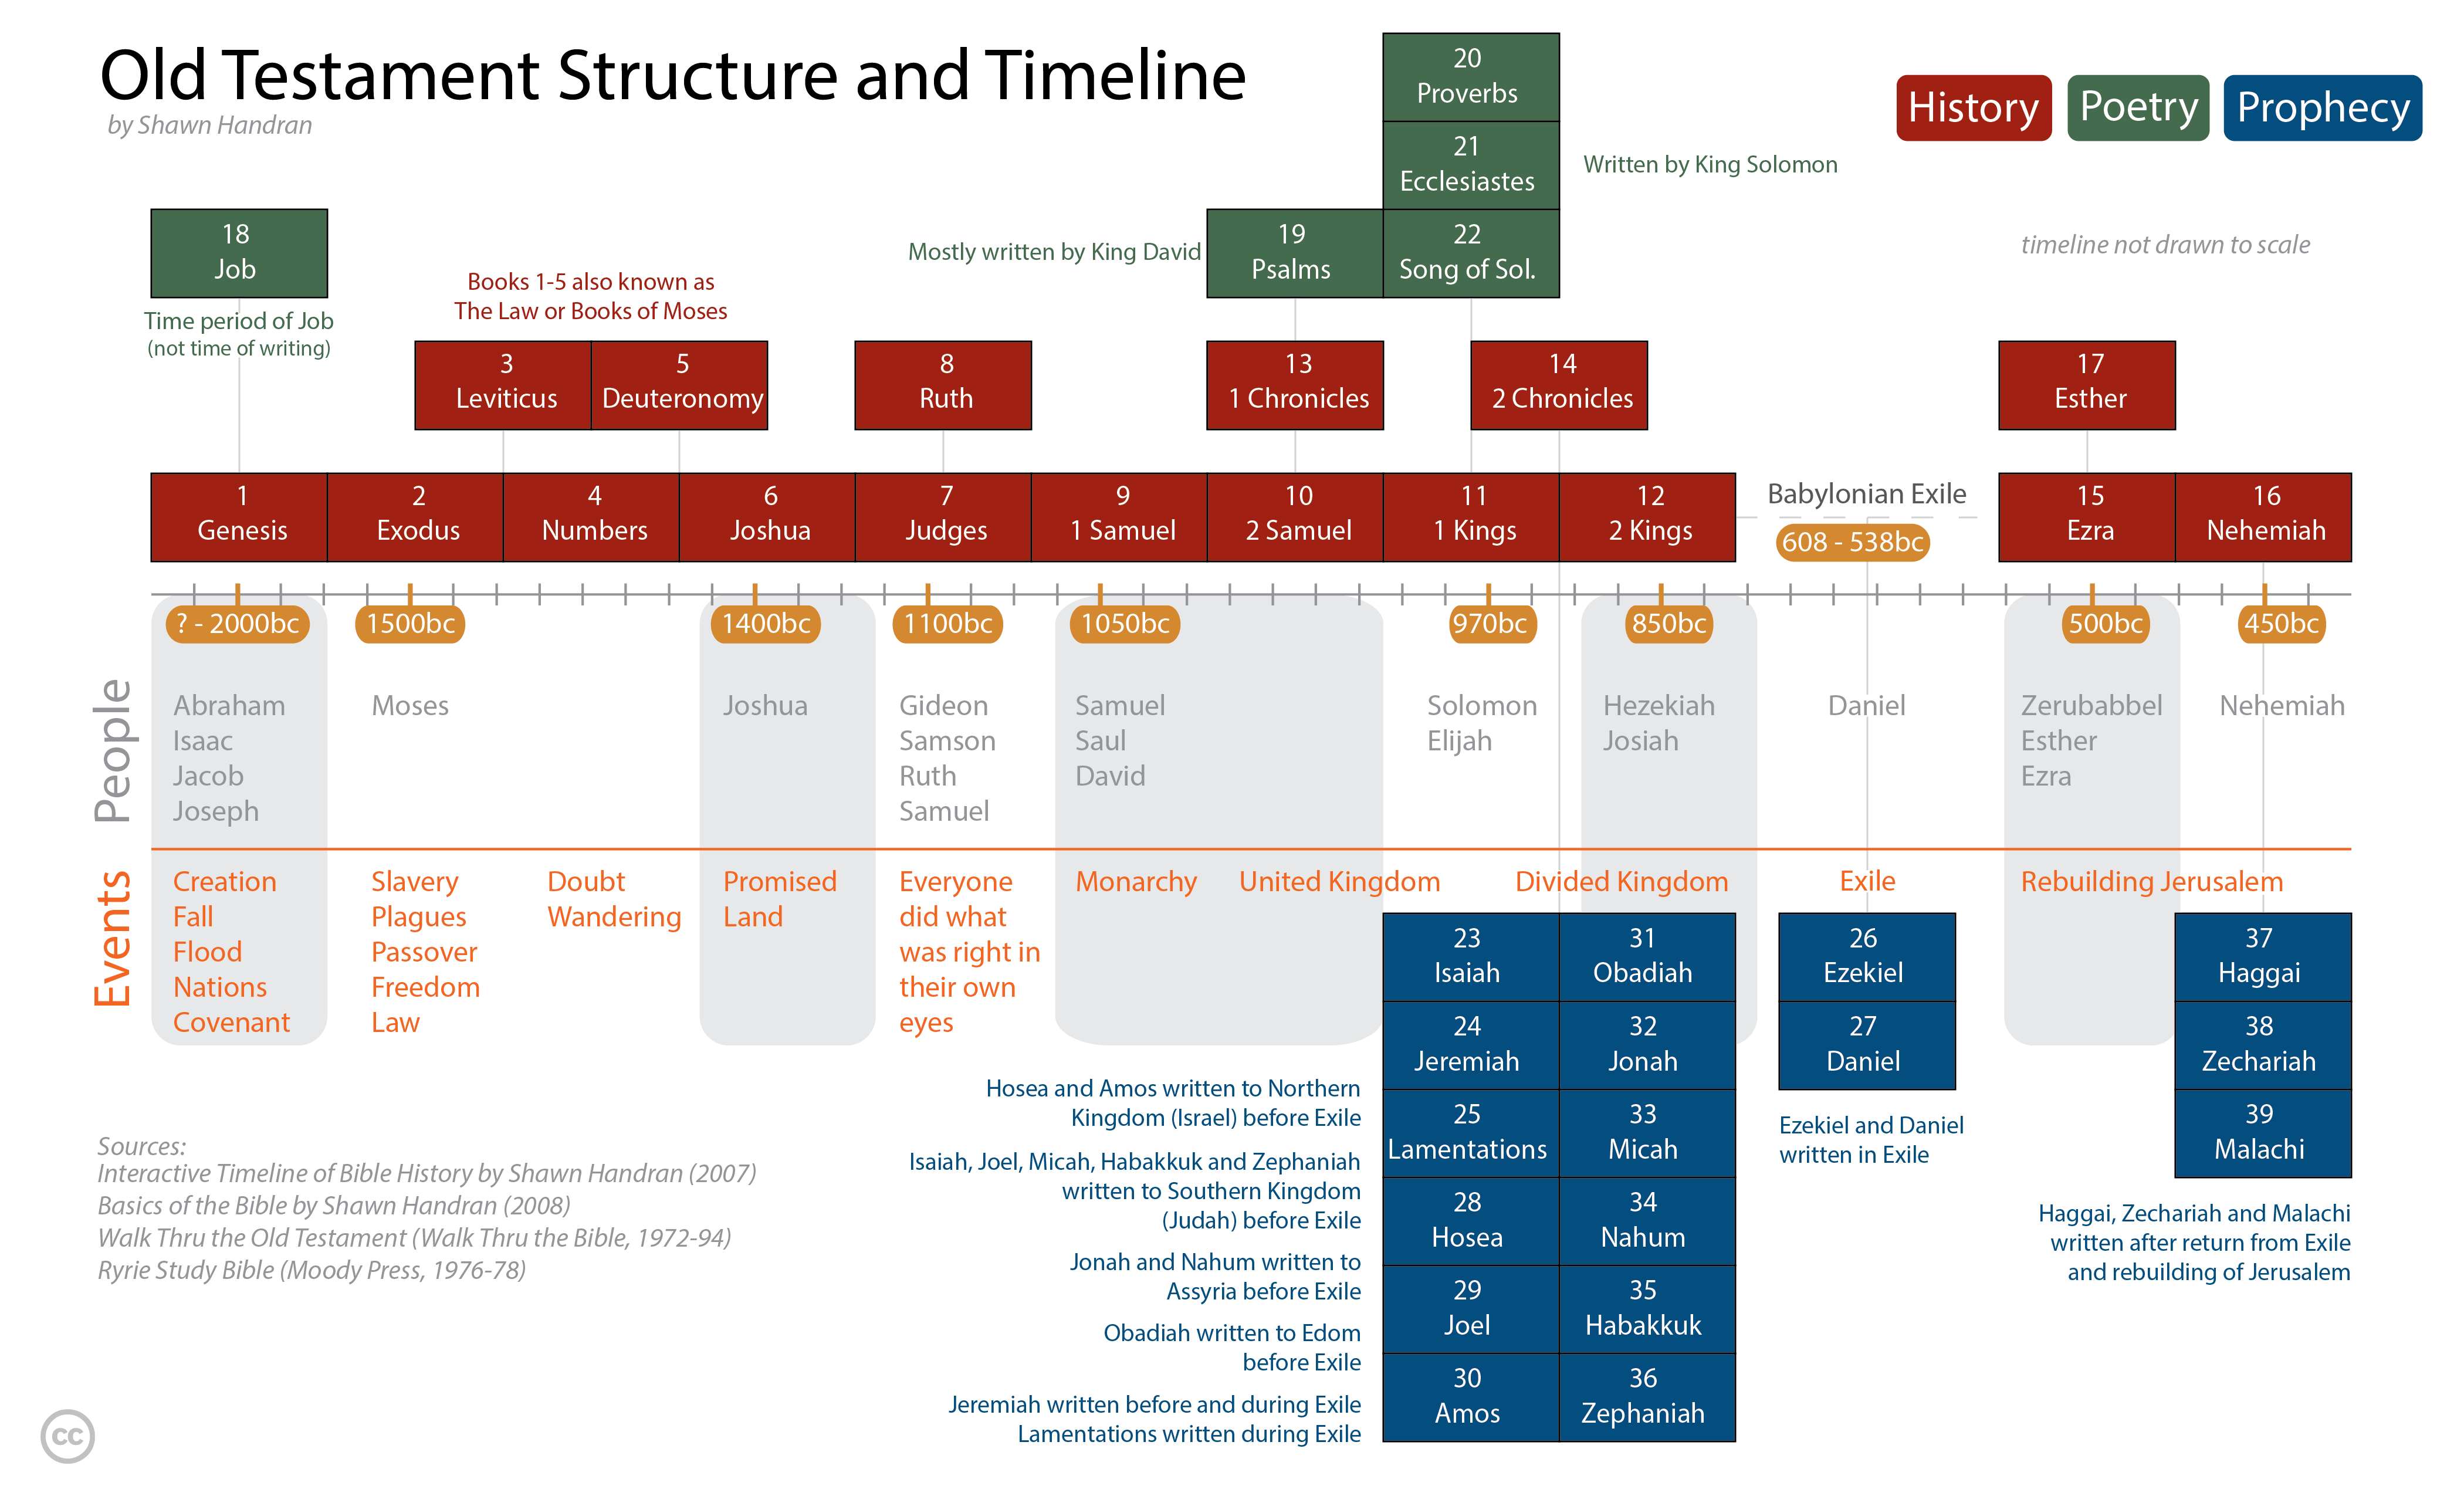 Old Testament Structure and Timeline
by Shawn Handran
History
Poetry
Prophecy
timeline not drawn to scale
20
Proverbs
21
Ecclesiastes
Written by King Solomon
18
Job
Time period of Job
(not time of writing)
Mostly written by King David
19
Psalms
22
Song of Sol.
Books 1-5 also known as
The Law or Books of Moses
3
Leviticus
5
Deuteronomy
8
Ruth
13
1 Chronicles
14
2 Chronicles
17
Esther
1
Genesis
2
Exodus
4
Numbers
6
Joshua
7
Judges
9
1 Samuel
10
2 Samuel
11
1 Kings
12
2 Kings
Babylonian Exile
608 - 538bc
15
Ezra
16
Nehemiah
? - 2000bc
1500bc
1400bc
1100bc
1050bc
970bc
850bc
500bc
450bc
People
Abraham
Isaac
Jacob
Joseph
Moses
Joshua
Gideon
Samson
Ruth
Samuel
Samuel
Saul
David
Solomon
Elijah
Hezekiah
Josiah
Daniel
Zerubabbel
Esther
Ezra
Nehemiah
Events
Creation
Fall
Flood
Nations
Covenant
Slavery
Plagues
Passover
Freedom
Law
Doubt
Wandering
Promised
Land
Everyone
did what
was right in
their own
eyes
Monarchy
United Kingdom
Divided Kingdom
Exile
Rebuilding Jerusalem
23
Isaiah
24
Jeremiah
25
Lamentations
28
Hosea
29
Joel
30
Amos
31
Obadiah
32
Jonah
33
Micah
34
Nahum
35
Habakkuk
36
Zephaniah
26
Ezekiel
27
Daniel
Ezekiel and Daniel
written in Exile
37
Haggai
38
Zechariah
39
Malachi
Haggai, Zechariah and Malachi
written after return from Exile
and rebuilding of Jerusalem
Hosea and Amos written to Northern
Kingdom (Israel) before Exile
Isaiah, Joel, Micah, Habakkuk and Zephaniah
written to Southern Kingdom
(Judah) before Exile
Jonah and Nahum written to
Assyria before Exile
Obadiah written to Edom
before Exile
Jeremiah written before and during Exile
Lamentations written during Exile
Sources:
Interactive Timeline of Bible History by Shawn Handran (2007)
Basics of the Bible by Shawn Handran (2008)
Walk Thru the Old Testament (Walk Thru the Bible, 1972-94)
Ryrie Study Bible (Moody Press, 1976-78)
cc